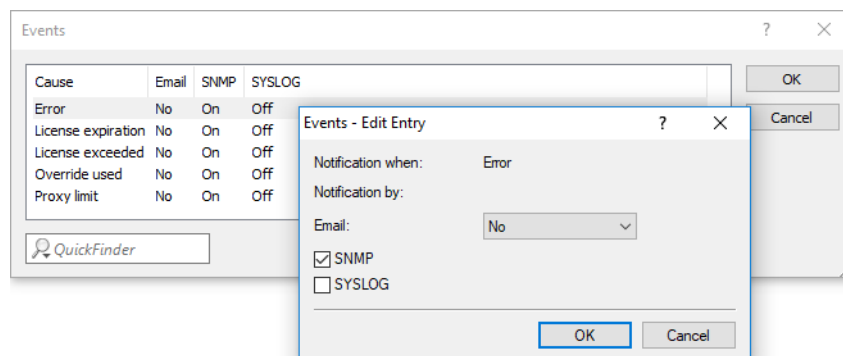 Events
Cause Email SNMP SYSLOG
OK
Error No On Off
Cancel
License expiration No On Off
License exceeded No On Off
Override used No On Off
Proxy limit No On Off
QuickFinder
Events - Edit Entry
Notification when: Error
Notification by:
Email: No
SNMP
SYSLOG
OK Cancel